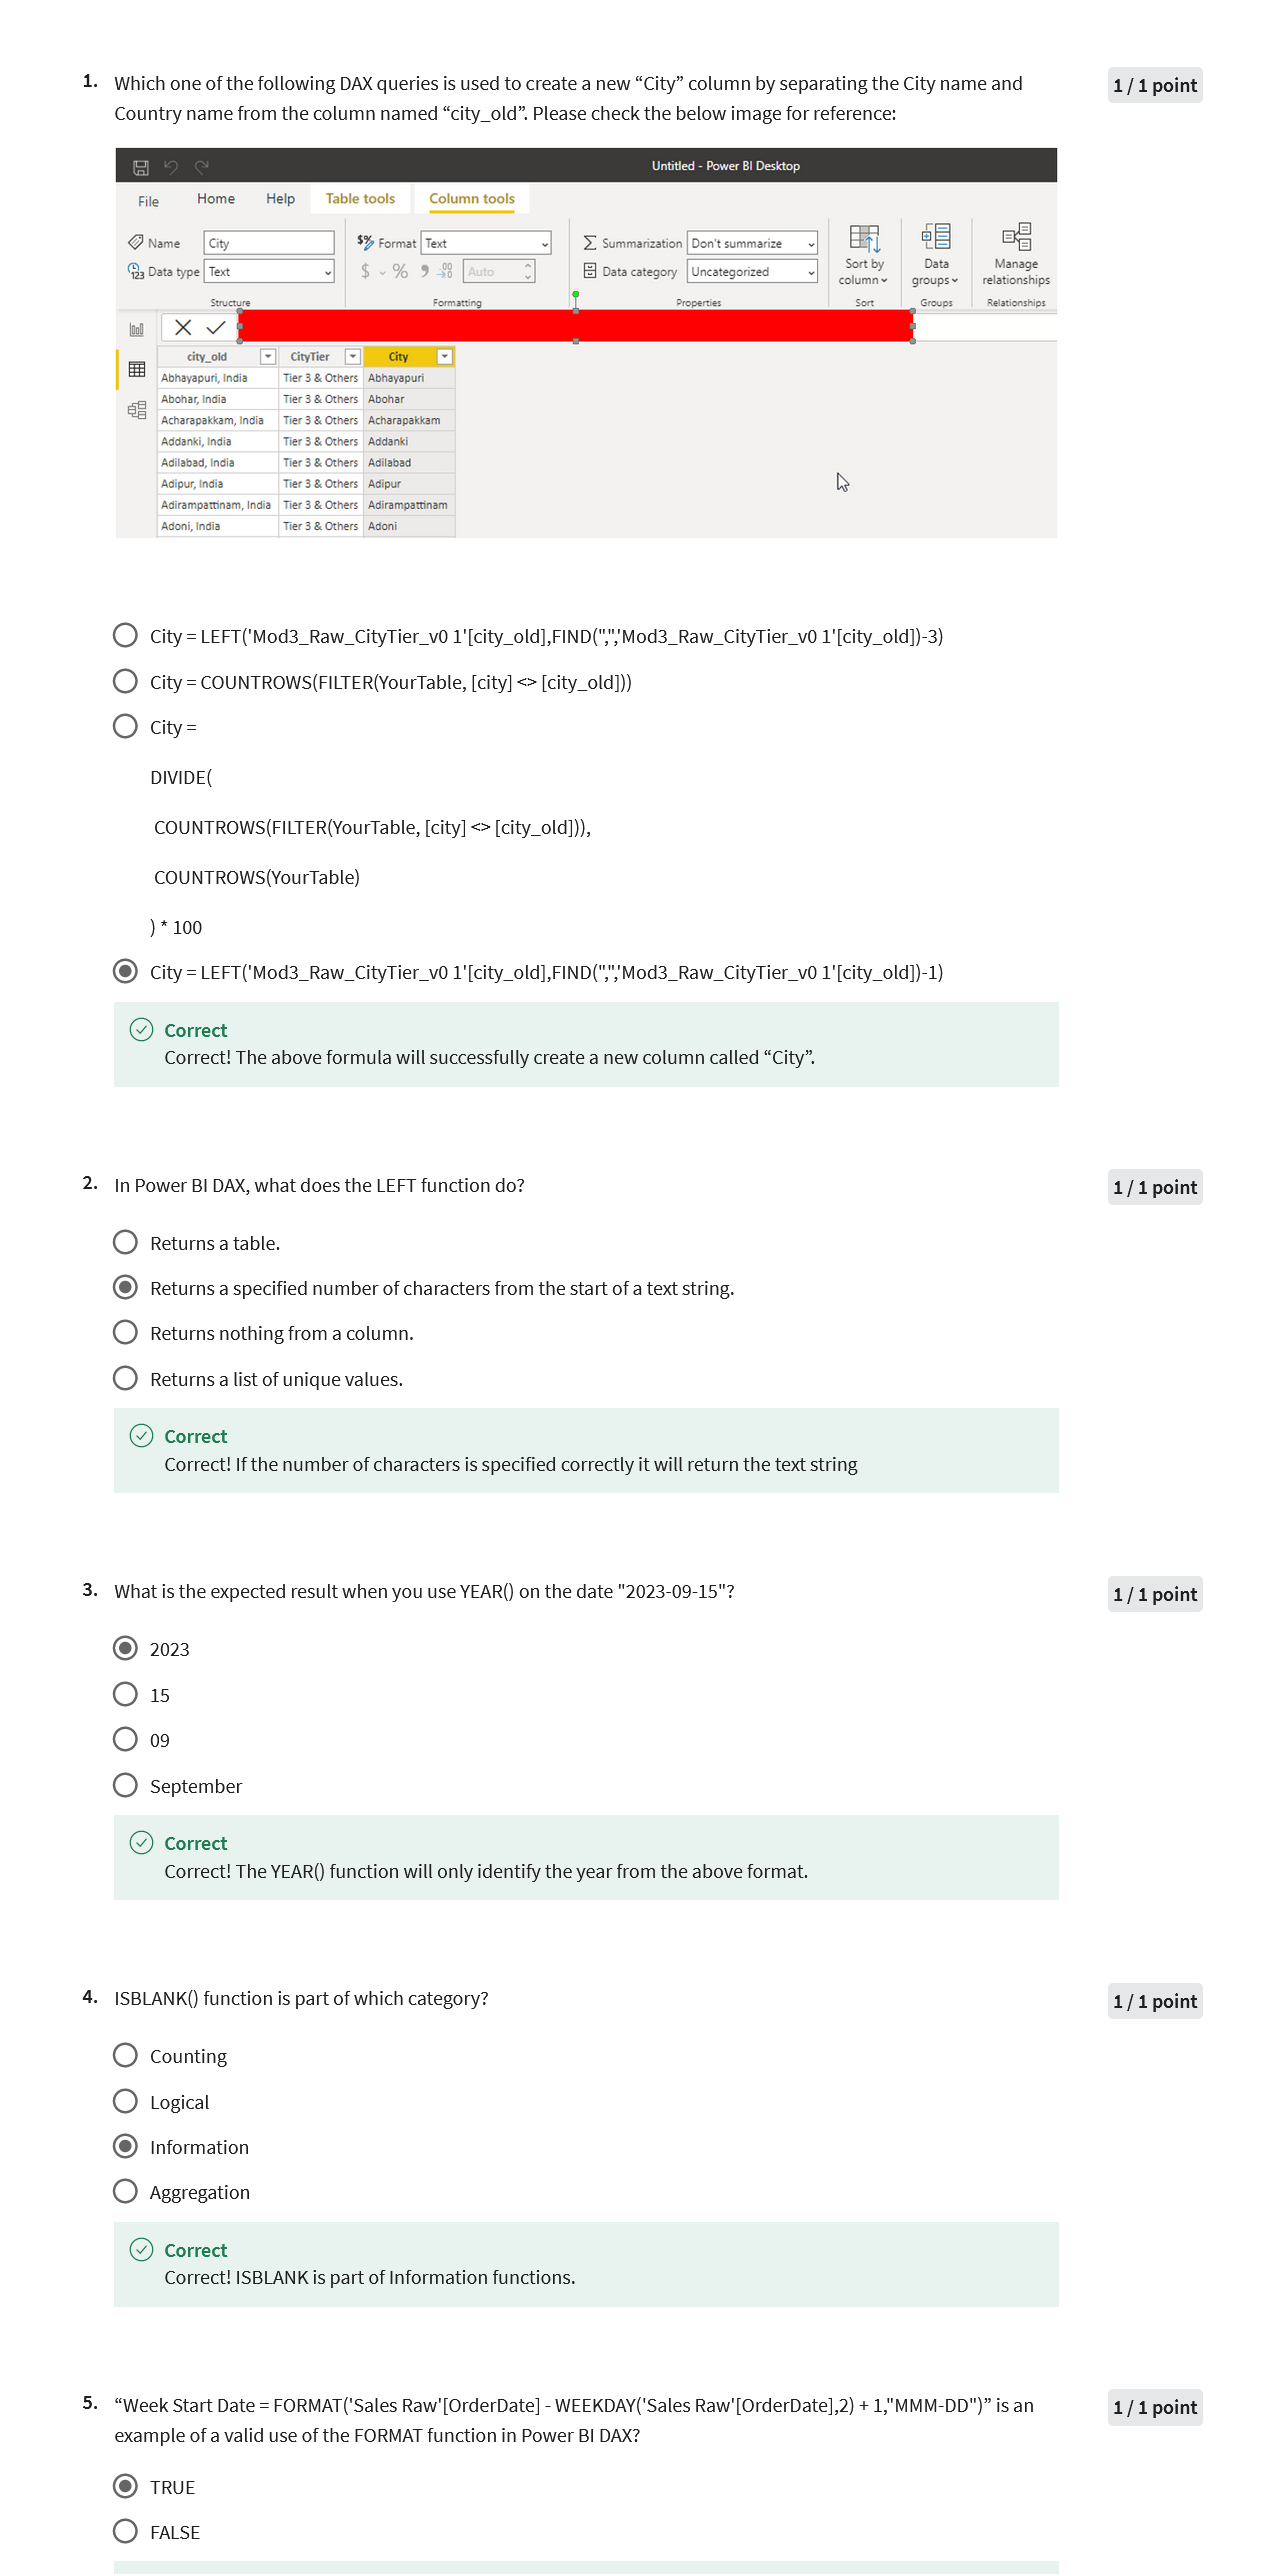 1. Which one of the following DAX queries is used to create a new “City” column by separating the City name and
Country name from the column named “city_old”. Please check the below image for reference:
1 / 1 point
Untitled - Power BI Desktop
File Home Help Table tools Column tools
Name City
Data type Text
Structure
$% Format Text
$ % 9 .00 Auto
Formatting
Summarization Don't summarize
Data category Uncategorized
Properties
Sort by
column
Sort
Data
groups
Groups
Manage
relationships
Relationships
city_old CityTier City
Abhayapuri, India Tier 3 & Others Abhayapuri
Abohar, India Tier 3 & Others Abohar
Acharapakkam, India Tier 3 & Others Acharapakkam
Addanki, India Tier 3 & Others Addanki
Adilabad, India Tier 3 & Others Adilabad
Adipur, India Tier 3 & Others Adipur
Adirampattinam, India Tier 3 & Others Adirampattinam
Adoni, India Tier 3 & Others Adoni
City = LEFT('Mod3_Raw_CityTier_v0 1'[city_old],FIND(",",'Mod3_Raw_CityTier_v0 1'[city_old])-3)
City = COUNTROWS(FILTER(YourTable, [city] <> [city_old]))
City =
DIVIDE(
COUNTROWS(FILTER(YourTable, [city] <> [city_old])),
COUNTROWS(YourTable)
) * 100
City = LEFT('Mod3_Raw_CityTier_v0 1'[city_old],FIND(",",'Mod3_Raw_CityTier_v0 1'[city_old])-1)
Correct
Correct! The above formula will successfully create a new column called “City”.
2. In Power BI DAX, what does the LEFT function do?
1 / 1 point
Returns a table.
Returns a specified number of characters from the start of a text string.
Returns nothing from a column.
Returns a list of unique values.
Correct
Correct! If the number of characters is specified correctly it will return the text string
3. What is the expected result when you use YEAR() on the date "2023-09-15"?
1 / 1 point
2023
15
09
September
Correct
Correct! The YEAR() function will only identify the year from the above format.
4. ISBLANK() function is part of which category?
1 / 1 point
Counting
Logical
Information
Aggregation
Correct
Correct! ISBLANK is part of Information functions.
5. “Week Start Date = FORMAT('Sales Raw'[OrderDate] - WEEKDAY('Sales Raw'[OrderDate],2) + 1,"MMM-DD")” is an
example of a valid use of the FORMAT function in Power BI DAX?
1 / 1 point
TRUE
FALSE